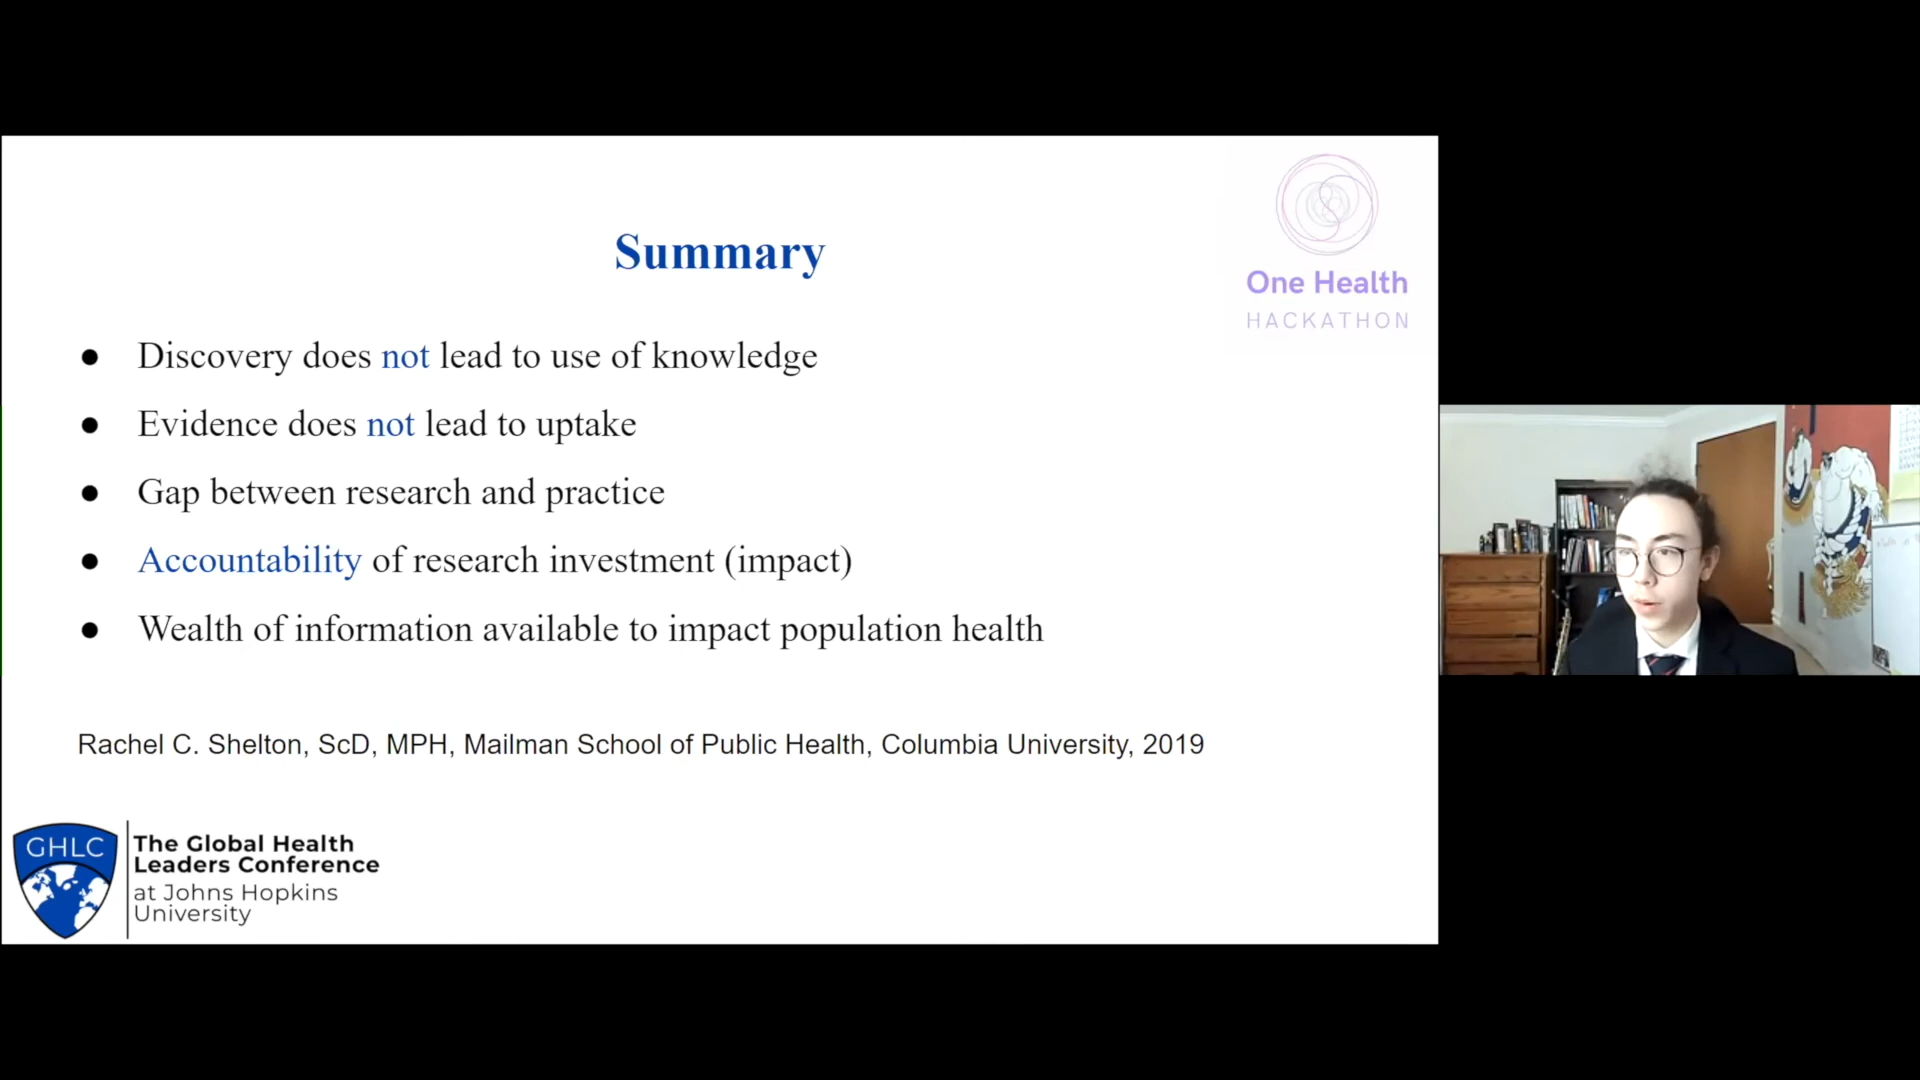 Summary
One Health
HACKATHON
● Discovery does not lead to use of knowledge
● Evidence does not lead to uptake
● Gap between research and practice
● Accountability of research investment (impact)
● Wealth of information available to impact population health
Rachel C. Shelton, ScD, MPH, Mailman School of Public Health, Columbia University, 2019
GHLC
The Global Health
Leaders Conference
at Johns Hopkins
University